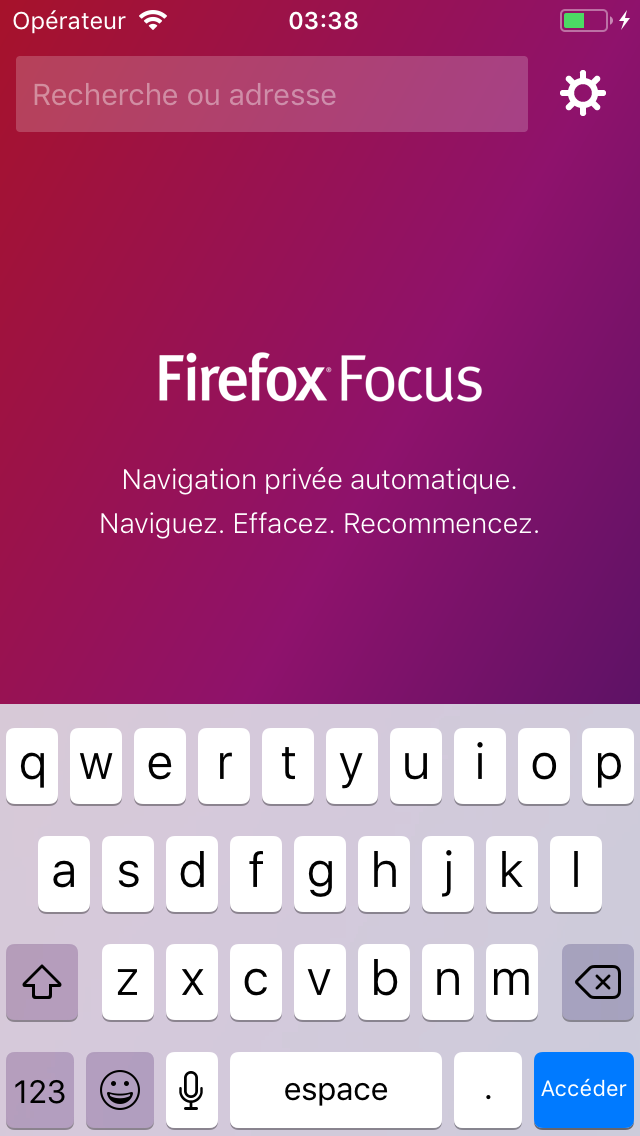 Opérateur 03:38
Recherche ou adresse
Firefox® Focus
Navigation privée automatique.
Naviguez. Effacez. Recommencez.
q w e r t y u i o p
a s d f g h j k l
z x c v b n m
123 espace . Accéder